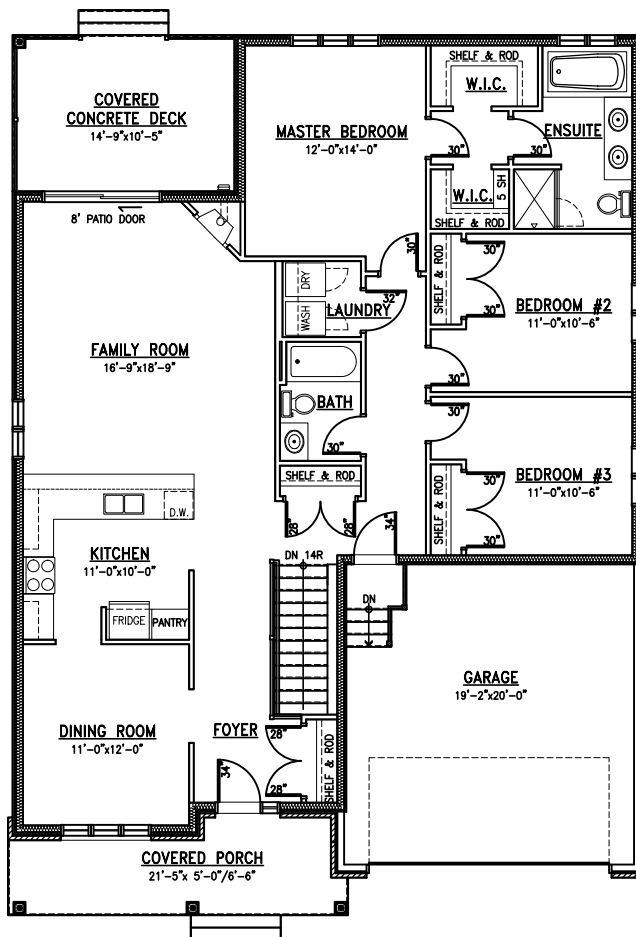 SHELF & ROD
W.I.C.
COVERED
CONCRETE DECK
14'-9"x10'-5"
MASTER BEDROOM
12'-0"x14'-0"
30"
30"
ENSUITE
W.I.C.
5 SH
SHELF & ROD
30"
8' PATIO DOOR
30"
SHELF & ROD
30"
30"
BEDROOM #2
11'-0"x10'-6"
DRY
WASH
32"
LAUNDRY
FAMILY ROOM
16'-9"x18'-9"
30"
BATH
30"
30"
SHELF & ROD
28"
28"
SHELF & ROD
30"
30"
BEDROOM #3
11'-0"x10'-6"
D.W.
KITCHEN
11'-0"x10'-0"
34"
DN 14R
DN
FRIDGE
PANTRY
GARAGE
19'-2"x20'-0"
DINING ROOM
11'-0"x12'-0"
FOYER
28"
28"
SHELF & ROD
34"
COVERED PORCH
21'-5"x 5'-0"/6'-6"